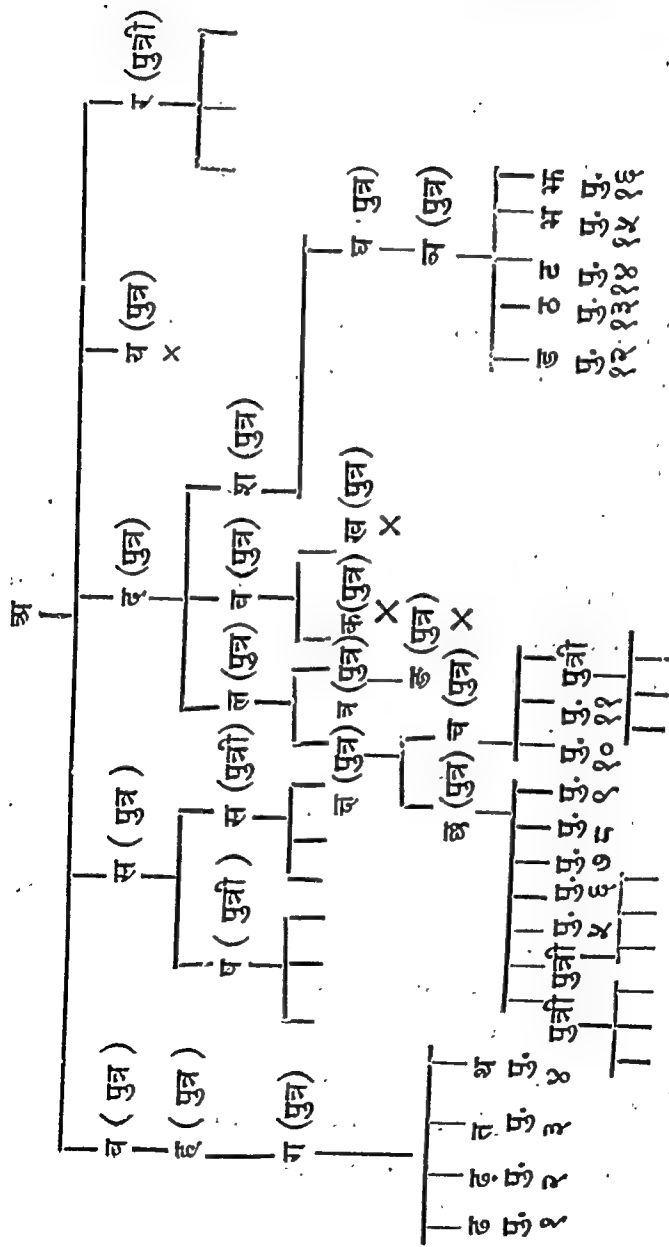 अ
व (पुत्र) स (पुत्र) द (पुत्र) य (पुत्र) र (पुत्री)
×
ह (पुत्र) ष (पुत्री) स (पुत्री) ल (पुत्र) व (पुत्र) श (पुत्र)
ग (पुत्र) द (पुत्र) त्र (पुत्र) क (पुत्र) ख (पुत्र) घ पुत्र)
× ×
छ (पुत्र) च (पुत्र) ङ (पुत्र) न (पुत्र)
×
ढ ढ़ त थ
पुं. १ पुं. २ पुं. ३ पुं. ४
पुत्री पुत्री पुं. ५ पुं. ६ पुं. ७ पुं. ८ पुं. ९ पुं. १० पुं. ११ पुत्री
ड ठ ट भ झ
पुं. १२ पुं. १३ पुं. १४ पुं. १५ पुं. १६